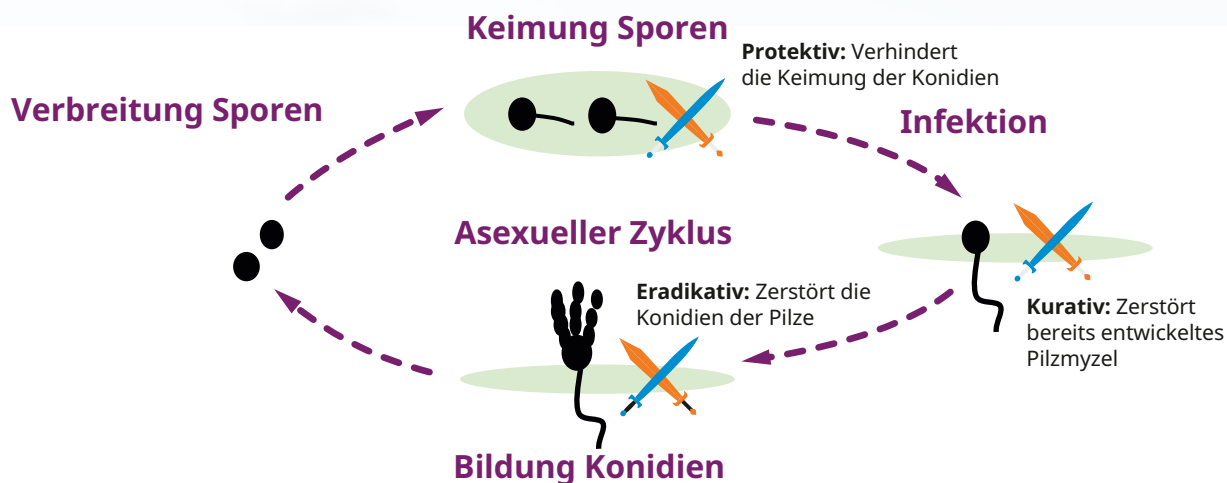 Keimung Sporen
Protektiv: Verhindert
die Keimung der Konidien
Verbreitung Sporen
Infektion
Asexueller Zyklus
Eradikativ: Zerstört die
Konidien der Pilze
Kurativ: Zerstört
bereits entwickeltes
Pilzmyzel
Bildung Konidien